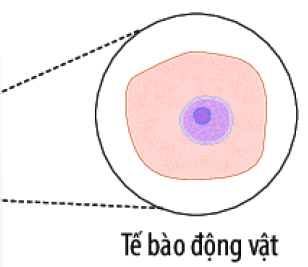 Tế bào động vật